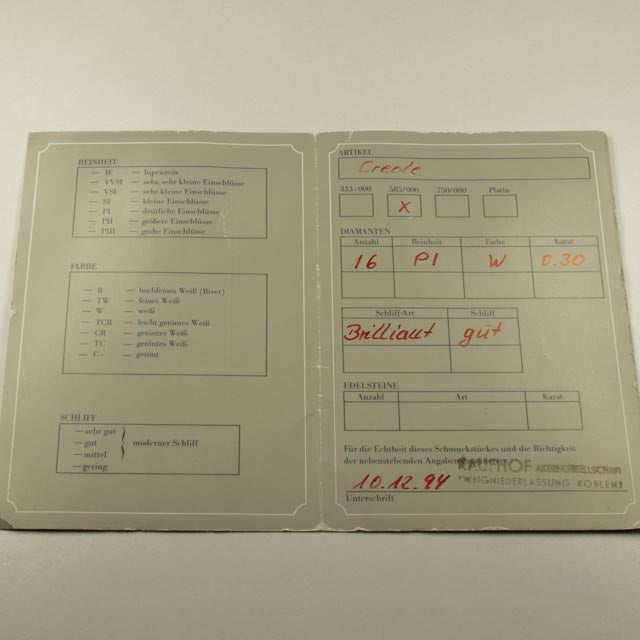 REINHEIT
— IF — lupenrein
— VVSI — sehr, sehr kleine Einschlüsse
— VSI — sehr kleine Einschlüsse
— SI — kleine Einschlüsse
— PI — deutliche Einschlüsse
— PII — größere Einschlüsse
— PIII — grobe Einschlüsse
FARBE
— R — hochfeines Weiß (River)
— TW — feines Weiß
— W — weiß
— TCR — leicht getöntes Weiß
— CR — getöntes Weiß
— TC — getöntes Weiß
— C — getönt
SCHLIFF
— sehr gut
— gut
— mittel
— gering
moderner Schliff
ARTIKEL
Creole
333/000 585/000 750/000 Platin
X
DIAMANTEN
Anzahl Reinheit Farbe Karat
16 PI W 0.30
Schliff-Art Schliff
Brilliant gut
EDELSTEINE
Anzahl Art Karat
Für die Echtheit dieses Schmuckstückes und die Richtigkeit
der nebenstehenden Angaben
KAUFHOF AKTIENGESELLSCHAFT
ZWEIGNIEDERLASSUNG KOBLENZ
10.12.94
Unterschrift